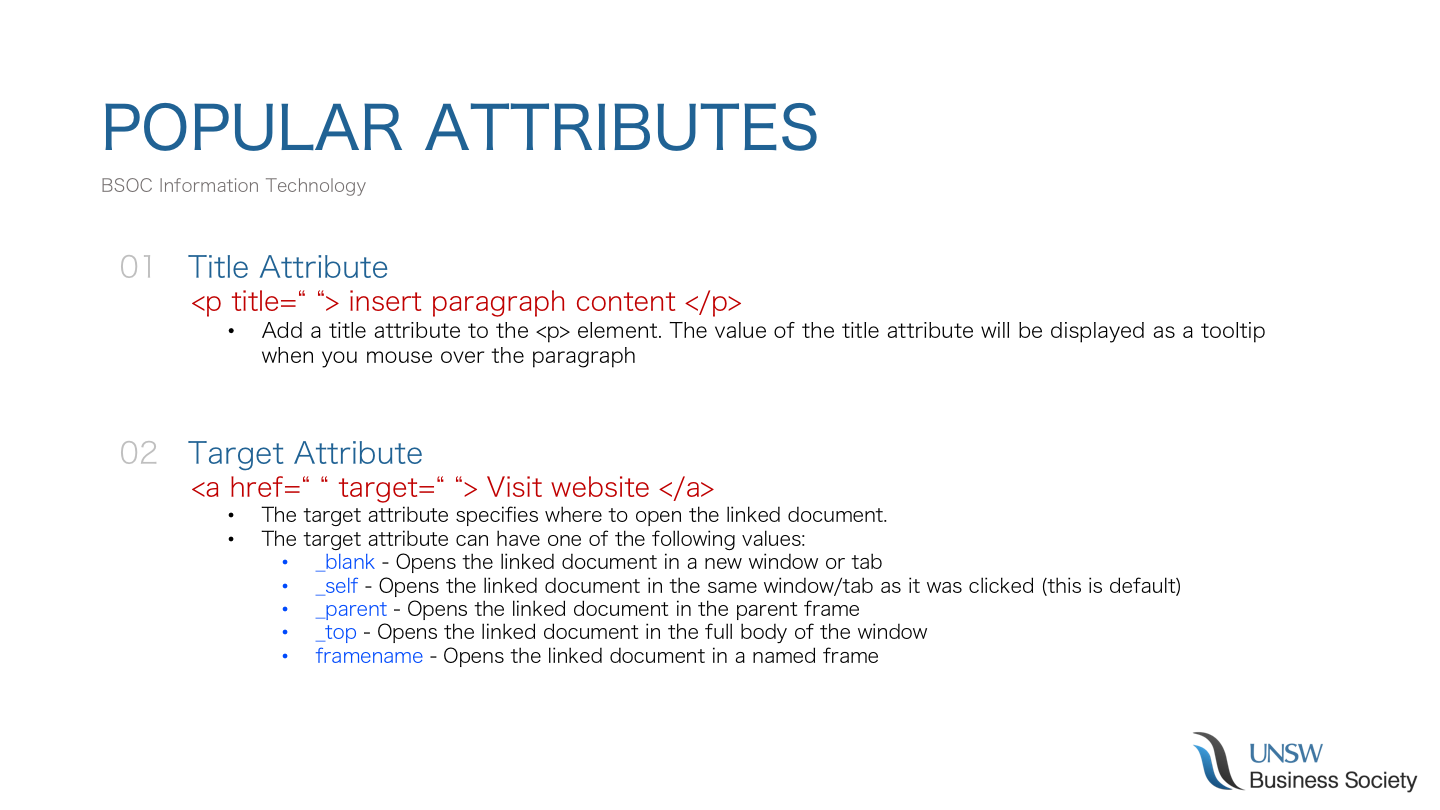 POPULAR ATTRIBUTES
BSOC Information Technology
01 Title Attribute
<p title=“ “> insert paragraph content </p>
• Add a title attribute to the <p> element. The value of the title attribute will be displayed as a tooltip
when you mouse over the paragraph
02 Target Attribute
<a href=“ “ target=“ “> Visit website </a>
• The target attribute specifies where to open the linked document.
• The target attribute can have one of the following values:
• _blank - Opens the linked document in a new window or tab
• _self - Opens the linked document in the same window/tab as it was clicked (this is default)
• _parent - Opens the linked document in the parent frame
• _top - Opens the linked document in the full body of the window
• framename - Opens the linked document in a named frame
UNSW
Business Society